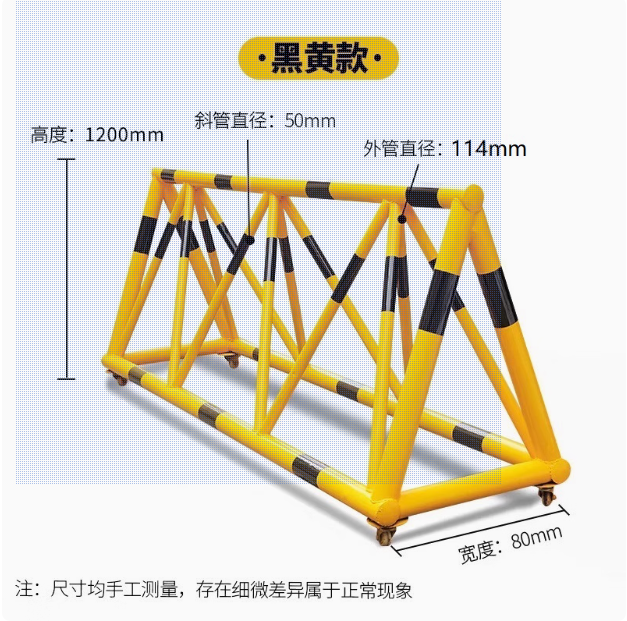 ·黑黄款·
斜管直径：50mm
高度：1200mm
外管直径：114mm
宽度：80mm
注：尺寸均手工测量，存在细微差异属于正常现象